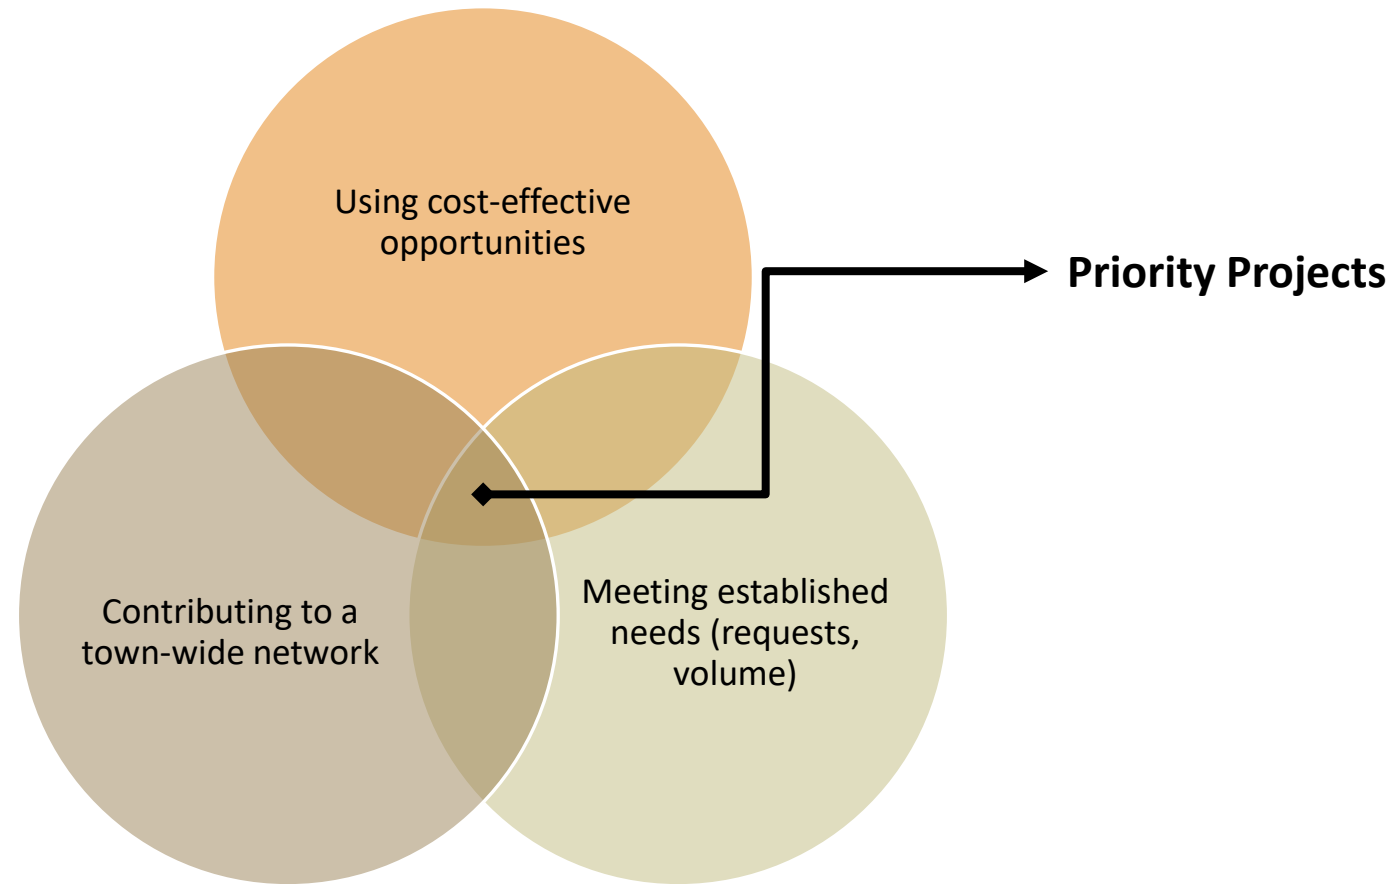 Using cost-effective
opportunities
Priority Projects
Contributing to a
town-wide network
Meeting established
needs (requests,
volume)